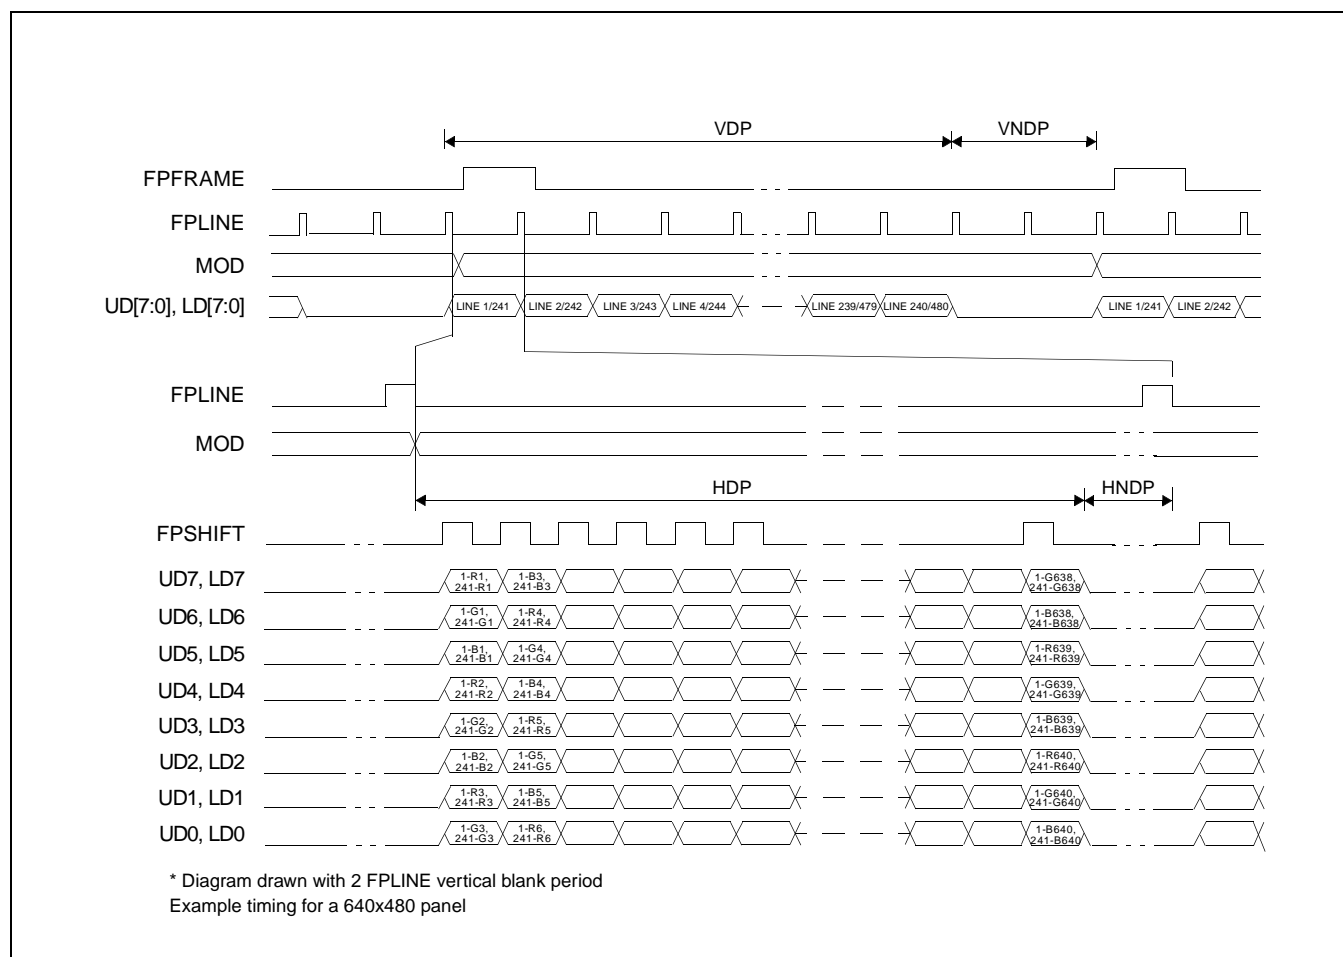 VDP VNDP
FPFRAME
FPLINE
MOD
UD[7:0], LD[7:0] LINE 1/241 LINE 2/242 LINE 3/243 LINE 4/244 LINE 239/479 LINE 240/480 LINE 1/241 LINE 2/242
FPLINE
MOD
HDP HNDP
FPSHIFT
UD7, LD7 1-R1, 1-B3, 1-G638,
241-R1 241-B3 241-G638
UD6, LD6 1-G1, 1-R4, 1-B638,
241-G1 241-R4 241-B638
UD5, LD5 1-B1, 1-G4, 1-R639,
241-B1 241-G4 241-R639
UD4, LD4 1-R2, 1-B4, 1-G639,
241-R2 241-B4 241-G639
UD3, LD3 1-G2, 1-R5, 1-B639,
241-G2 241-R5 241-B639
UD2, LD2 1-B2, 1-G5, 1-R640,
241-B2 241-G5 241-R640
UD1, LD1 1-R3, 1-B5, 1-G640,
241-R3 241-B5 241-G640
UD0, LD0 1-G3, 1-R6, 1-B640,
241-G3 241-R6 241-B640
* Diagram drawn with 2 FPLINE vertical blank period
Example timing for a 640x480 panel